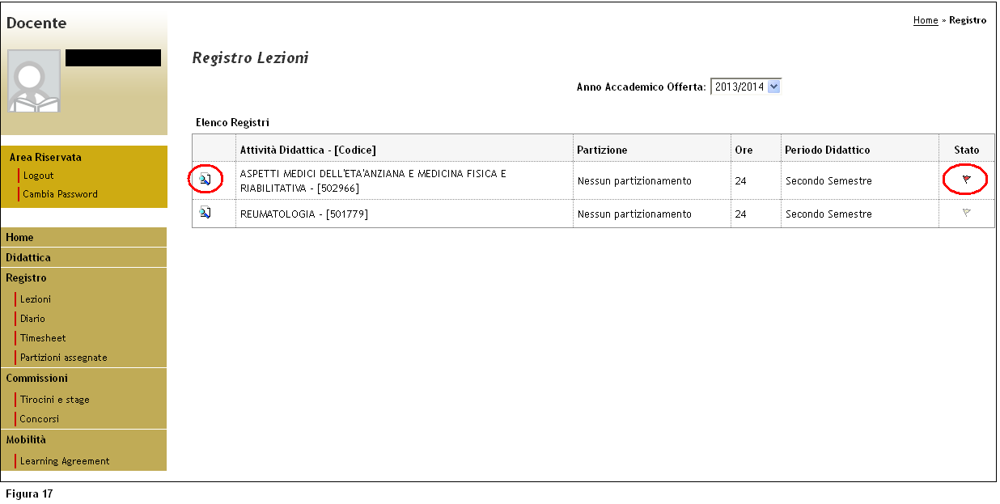 Docente
Home » Registro
Registro Lezioni
Anno Accademico Offerta: 2013/2014
Elenco Registri
Attività Didattica - [Codice] Partizione Ore Periodo Didattico Stato
ASPETTI MEDICI DELL'ETA'ANZIANA E MEDICINA FISICA E
RIABILITATIVA - [502966] Nessun partizionamento 24 Secondo Semestre
REUMATOLOGIA - [501779] Nessun partizionamento 24 Secondo Semestre
Area Riservata
Logout
Cambia Password
Home
Didattica
Registro
Lezioni
Diario
Timesheet
Partizioni assegnate
Commissioni
Tirocini e stage
Concorsi
Mobilità
Learning Agreement
Figura 17